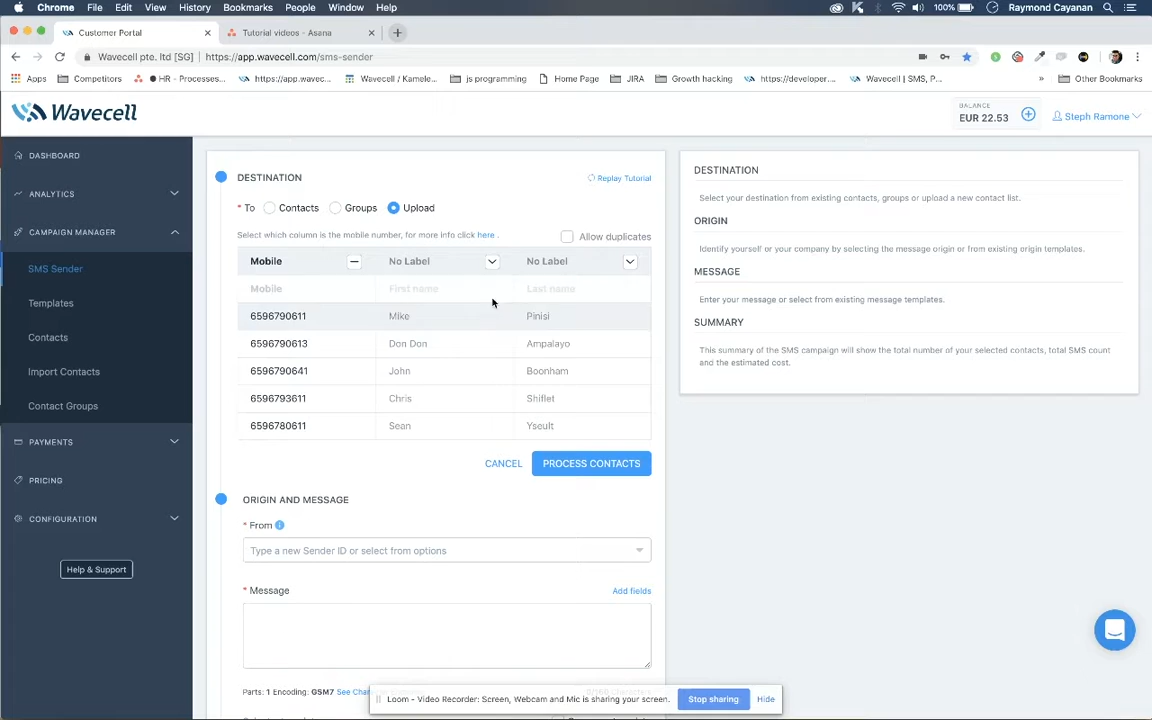 Chrome File Edit View History Bookmarks People Window Help 100% Raymond Cayanan
Customer Portal Tutorial videos - Asana
Wavecell pte. ltd [SG] https://app.wavecell.com/sms-sender
Apps Competitors HR - Processes... https://app.wavec... Wavecell / Kamele... js programming Home Page JIRA Growth hacking https://developer.... Wavecell | SMS, P... » Other Bookmarks
Wavecell
BALANCE
EUR 22.53
Steph Ramone
DASHBOARD
ANALYTICS
CAMPAIGN MANAGER
SMS Sender
Templates
Contacts
Import Contacts
Contact Groups
PAYMENTS
PRICING
CONFIGURATION
Help & Support
DESTINATION Replay Tutorial
* To Contacts Groups Upload
Select which column is the mobile number, for more info click here . Allow duplicates
Mobile No Label No Label
Mobile First name Last name
6596790611 Mike Pinisi
6596790613 Don Don Ampalayo
6596790641 John Boonham
6596793611 Chris Shiflet
6596780611 Sean Yseult
CANCEL PROCESS CONTACTS
ORIGIN AND MESSAGE
* From
Type a new Sender ID or select from options
* Message Add fields
Parts: 1 Encoding: GSM7 See Char
Loom - Video Recorder: Screen, Webcam and Mic is sharing your screen. Stop sharing Hide
DESTINATION
Select your destination from existing contacts, groups or upload a new contact list.
ORIGIN
Identify yourself or your company by selecting the message origin or from existing origin templates.
MESSAGE
Enter your message or select from existing message templates.
SUMMARY
This summary of the SMS campaign will show the total number of your selected contacts, total SMS count
and the estimated cost.